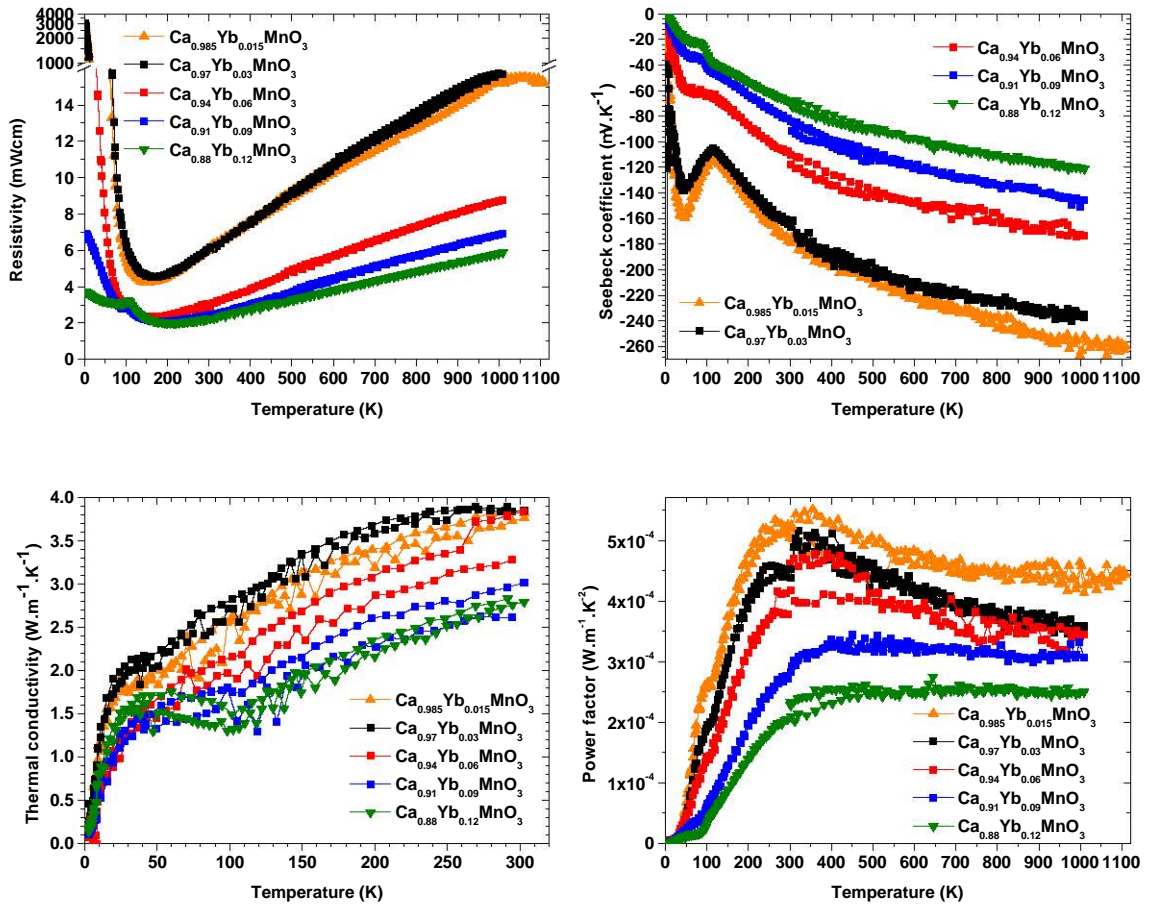 4000
3000
1000
14
12
10
8
6
4
2
0
Resistivity (mWcm)
Ca0.985Yb0.015MnO3
Ca0.97Yb0.03MnO3
Ca0.94Yb0.06MnO3
Ca0.91Yb0.09MnO3
Ca0.88Yb0.12MnO3
0 100 200 300 400 500 600 700 800 900 1000 1100
Temperature (K)
0
-20
-40
-60
-80
-100
-120
-140
-160
-180
-200
-220
-240
-260
Seebeck coefficient (mV.K-1)
Ca0.94Yb0.06MnO3
Ca0.91Yb0.09MnO3
Ca0.88Yb0.12MnO3
Ca0.985Yb0.015MnO3
Ca0.97Yb0.03MnO3
0 100 200 300 400 500 600 700 800 900 1000 1100
Temperature (K)
4.0
3.5
3.0
2.5
2.0
1.5
1.0
0.5
0.0
Thermal conductivity (W.m-1.K-1)
Ca0.985Yb0.015MnO3
Ca0.97Yb0.03MnO3
Ca0.94Yb0.06MnO3
Ca0.91Yb0.09MnO3
Ca0.88Yb0.12MnO3
0 50 100 150 200 250 300
Temperature (K)
5x10-4
4x10-4
3x10-4
2x10-4
1x10-4
0
Power factor (W.m-1.K-2)
Ca0.985Yb0.015MnO3
Ca0.97Yb0.03MnO3
Ca0.94Yb0.06MnO3
Ca0.91Yb0.09MnO3
Ca0.88Yb0.12MnO3
0 100 200 300 400 500 600 700 800 900 1000 1100
Temperature (K)